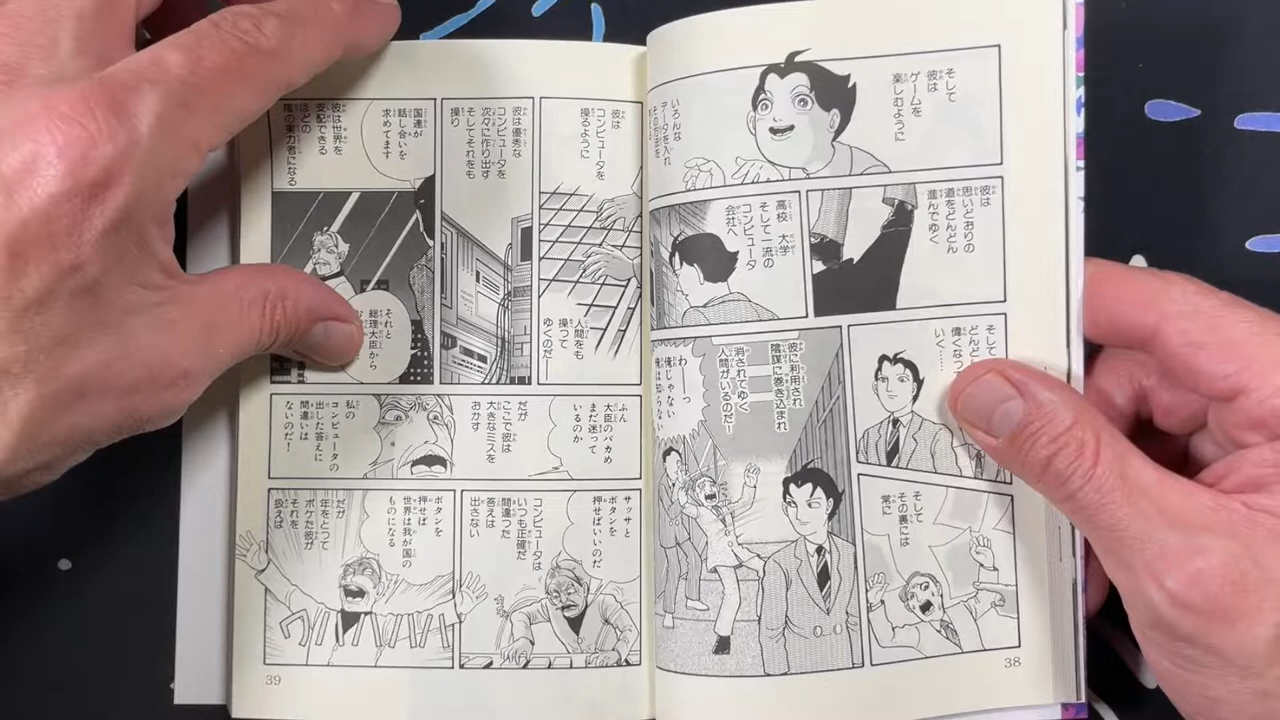 そして
彼は
ゲームを
楽しむように
いろんな
データを入れ
その方法を
彼は
思いどおりの
道をどんどん
進んでゆく
高校 大学
そして一流の
コンピュータ
会社へ
そして
どんどん
偉くなって
いく……
そして
その裏には
常に
彼に利用され
陰謀に巻き込まれ
消されてゆく
人間がいるのだ!
わーっ
俺じゃない
俺は知らない
38
彼は
コンピュータを
操るように
人間をも
操って
ゆくのだ!
彼は優秀な
コンピュータを
次々に作り出す
そしてそれをも
操り
国連が
話し合いを
求めてます
彼は世界を
支配できる
ほどの
陰の実力者になる
それと
総理大臣から
ふん
大臣のバカめ
まだ迷って
いるのか
だが
ここで彼は
大きなミスを
おかす
私の
コンピュータの
出した答えに
間違いは
ないのだ!
サッサと
ボタンを
押せばいいのだ
コンピュータは
いつも正確だ
間違った
答えは
出さない
ボタンを
押せば
世界は我が国の
ものになる
だが
年をとって
ボケた彼が
それを
扱えば
ワハハハハハ
39